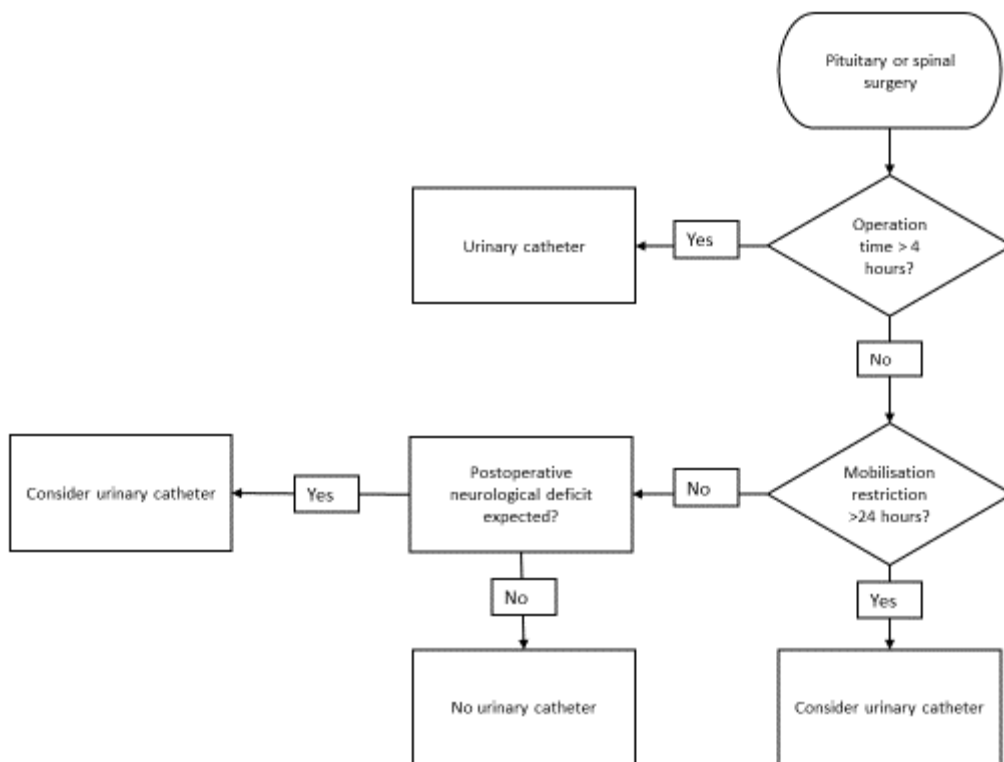 Pituitary or spinal
surgery
Operation
time > 4
hours?
Yes
Urinary catheter
No
Mobilisation
restriction
>24 hours?
No
Postoperative
neurological deficit
expected?
Yes
Consider urinary catheter
No
No urinary catheter
Yes
Consider urinary catheter